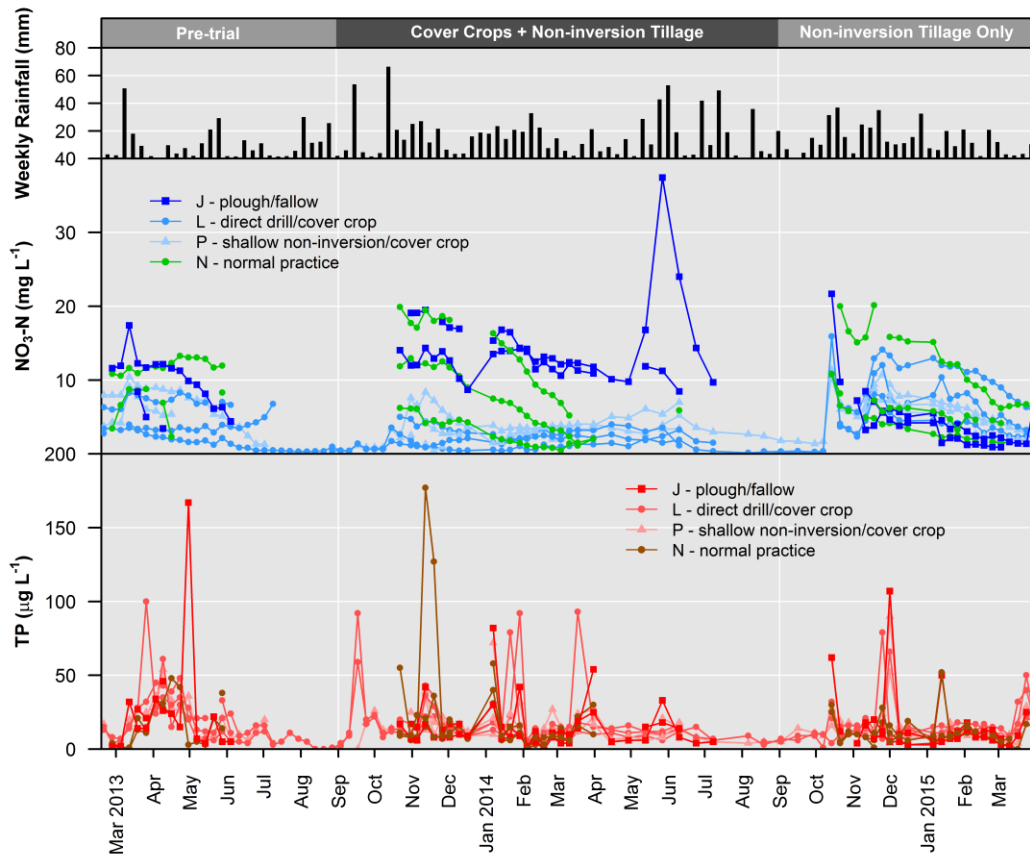 Pre-trial
Cover Crops + Non-inversion Tillage
Non-inversion Tillage Only
Weekly Rainfall (mm)
80
60
40
20
40
NO₃-N (mg L⁻¹)
30
20
10
200
J - plough/fallow
L - direct drill/cover crop
P - shallow non-inversion/cover crop
N - normal practice
TP (µg L⁻¹)
150
100
50
0
J - plough/fallow
L - direct drill/cover crop
P - shallow non-inversion/cover crop
N - normal practice
Mar 2013
Apr
May
Jun
Jul
Aug
Sep
Oct
Nov
Dec
Jan 2014
Feb
Mar
Apr
May
Jun
Jul
Aug
Sep
Oct
Nov
Dec
Jan 2015
Feb
Mar